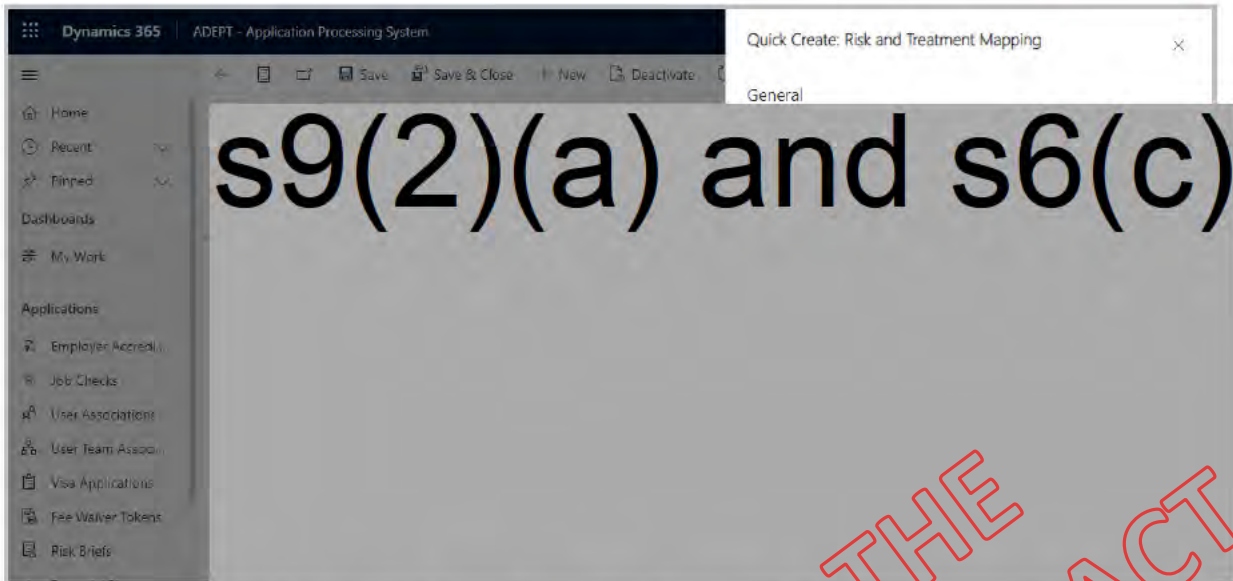 Dynamics 365 ADEPT - Application Processing System
Quick Create: Risk and Treatment Mapping
Save Save & Close New Deactivate
General
Home
Recent
Pinned
Dashboards
My Work
Applications
Employer Accredi...
Job Checks
User Associations
User Team Associ...
Visa Applications
Fee Waiver Tokens
Risk Briefs
s9(2)(a) and s6(c)
THE
ACT